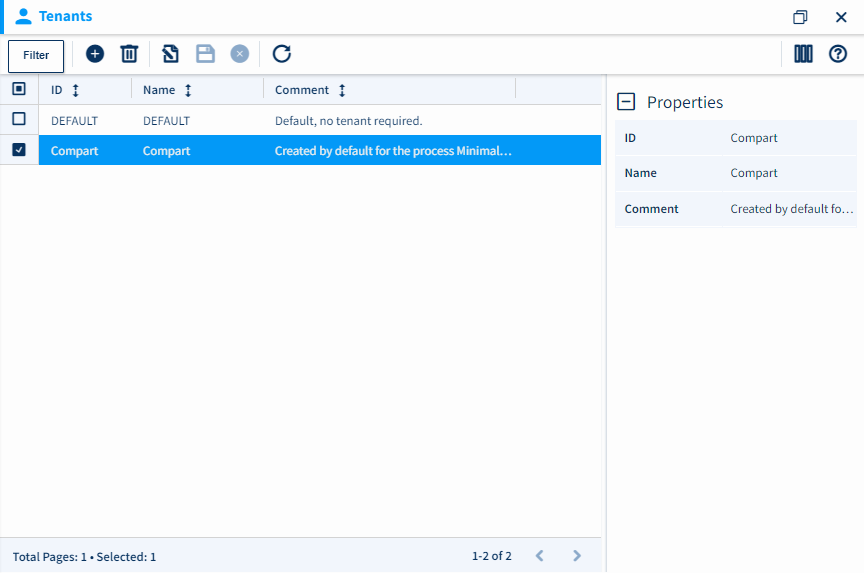 Tenants
Filter
ID Name Comment
DEFAULT DEFAULT Default, no tenant required.
Compart Compart Created by default for the process Minimal...
Total Pages: 1 • Selected: 1 1-2 of 2
Properties
ID Compart
Name Compart
Comment Created by default fo...